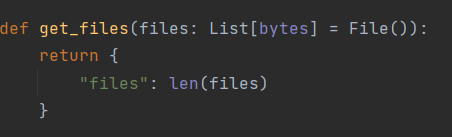 def get_files(files: List[bytes] = File()):
    return {
        "files": len(files)
    }